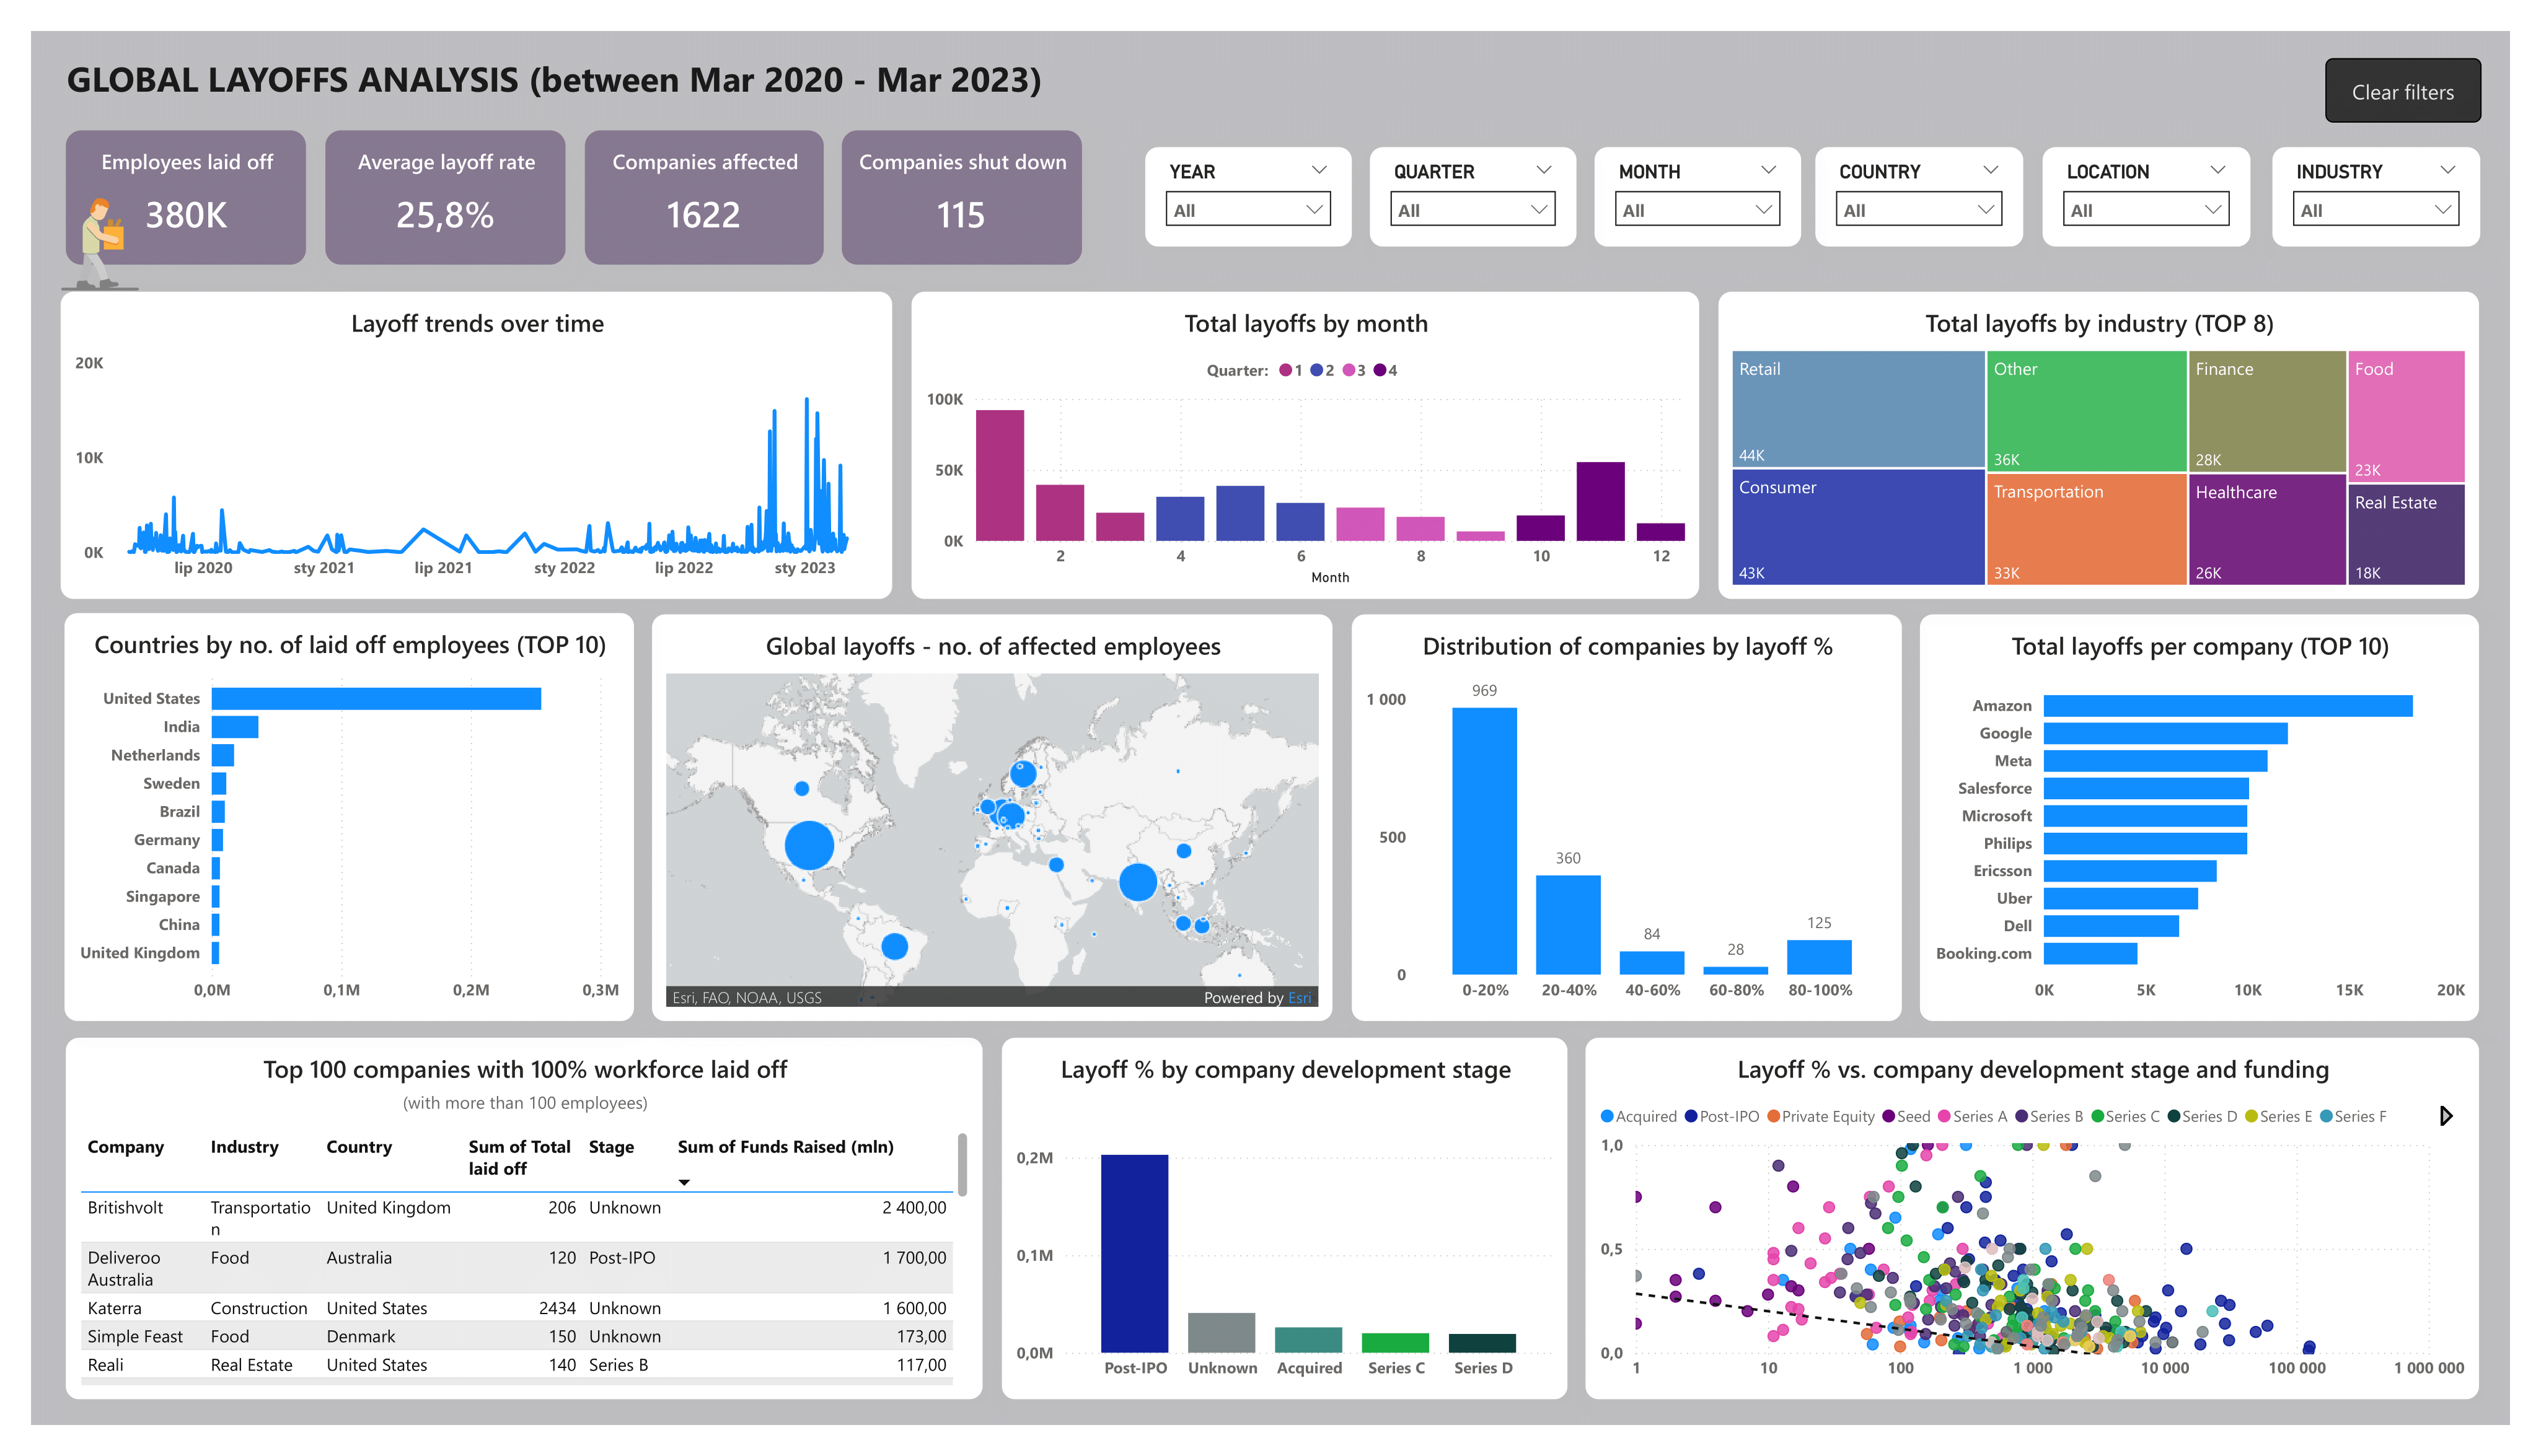 GLOBAL LAYOFFS ANALYSIS (between Mar 2020 - Mar 2023)
Clear filters
Employees laid off
380K
Average layoff rate
25,8%
Companies affected
1622
Companies shut down
115
YEAR
All
QUARTER
All
MONTH
All
COUNTRY
All
LOCATION
All
INDUSTRY
All
Layoff trends over time
20K
10K
0K
lip 2020 sty 2021 lip 2021 sty 2022 lip 2022 sty 2023
Total layoffs by month
Quarter: 1 2 3 4
100K
50K
0K
2 4 6 8 10 12
Month
Total layoffs by industry (TOP 8)
Retail
44K
Consumer
43K
Other
36K
Transportation
33K
Finance
28K
Healthcare
26K
Food
23K
Real Estate
18K
Countries by no. of laid off employees (TOP 10)
United States
India
Netherlands
Sweden
Brazil
Germany
Canada
Singapore
China
United Kingdom
0,0M 0,1M 0,2M 0,3M
Global layoffs - no. of affected employees
Esri, FAO, NOAA, USGS
Powered by Esri
Distribution of companies by layoff %
1 000
500
0
969
360
84
28
125
0-20% 20-40% 40-60% 60-80% 80-100%
Total layoffs per company (TOP 10)
Amazon
Google
Meta
Salesforce
Microsoft
Philips
Ericsson
Uber
Dell
Booking.com
0K 5K 10K 15K 20K
Top 100 companies with 100% workforce laid off
(with more than 100 employees)
Company Industry Country Sum of Total Stage Sum of Funds Raised (mln)
laid off
Britishvolt Transportatio United Kingdom 206 Unknown 2 400,00
n
Deliveroo Food Australia 120 Post-IPO 1 700,00
Australia
Katerra Construction United States 2434 Unknown 1 600,00
Simple Feast Food Denmark 150 Unknown 173,00
Reali Real Estate United States 140 Series B 117,00
Layoff % by company development stage
0,2M
0,1M
0,0M
Post-IPO Unknown Acquired Series C Series D
Layoff % vs. company development stage and funding
Acquired Post-IPO Private Equity Seed Series A Series B Series C Series D Series E Series F
1,0
0,5
0,0
1 10 100 1 000 10 000 100 000 1 000 000